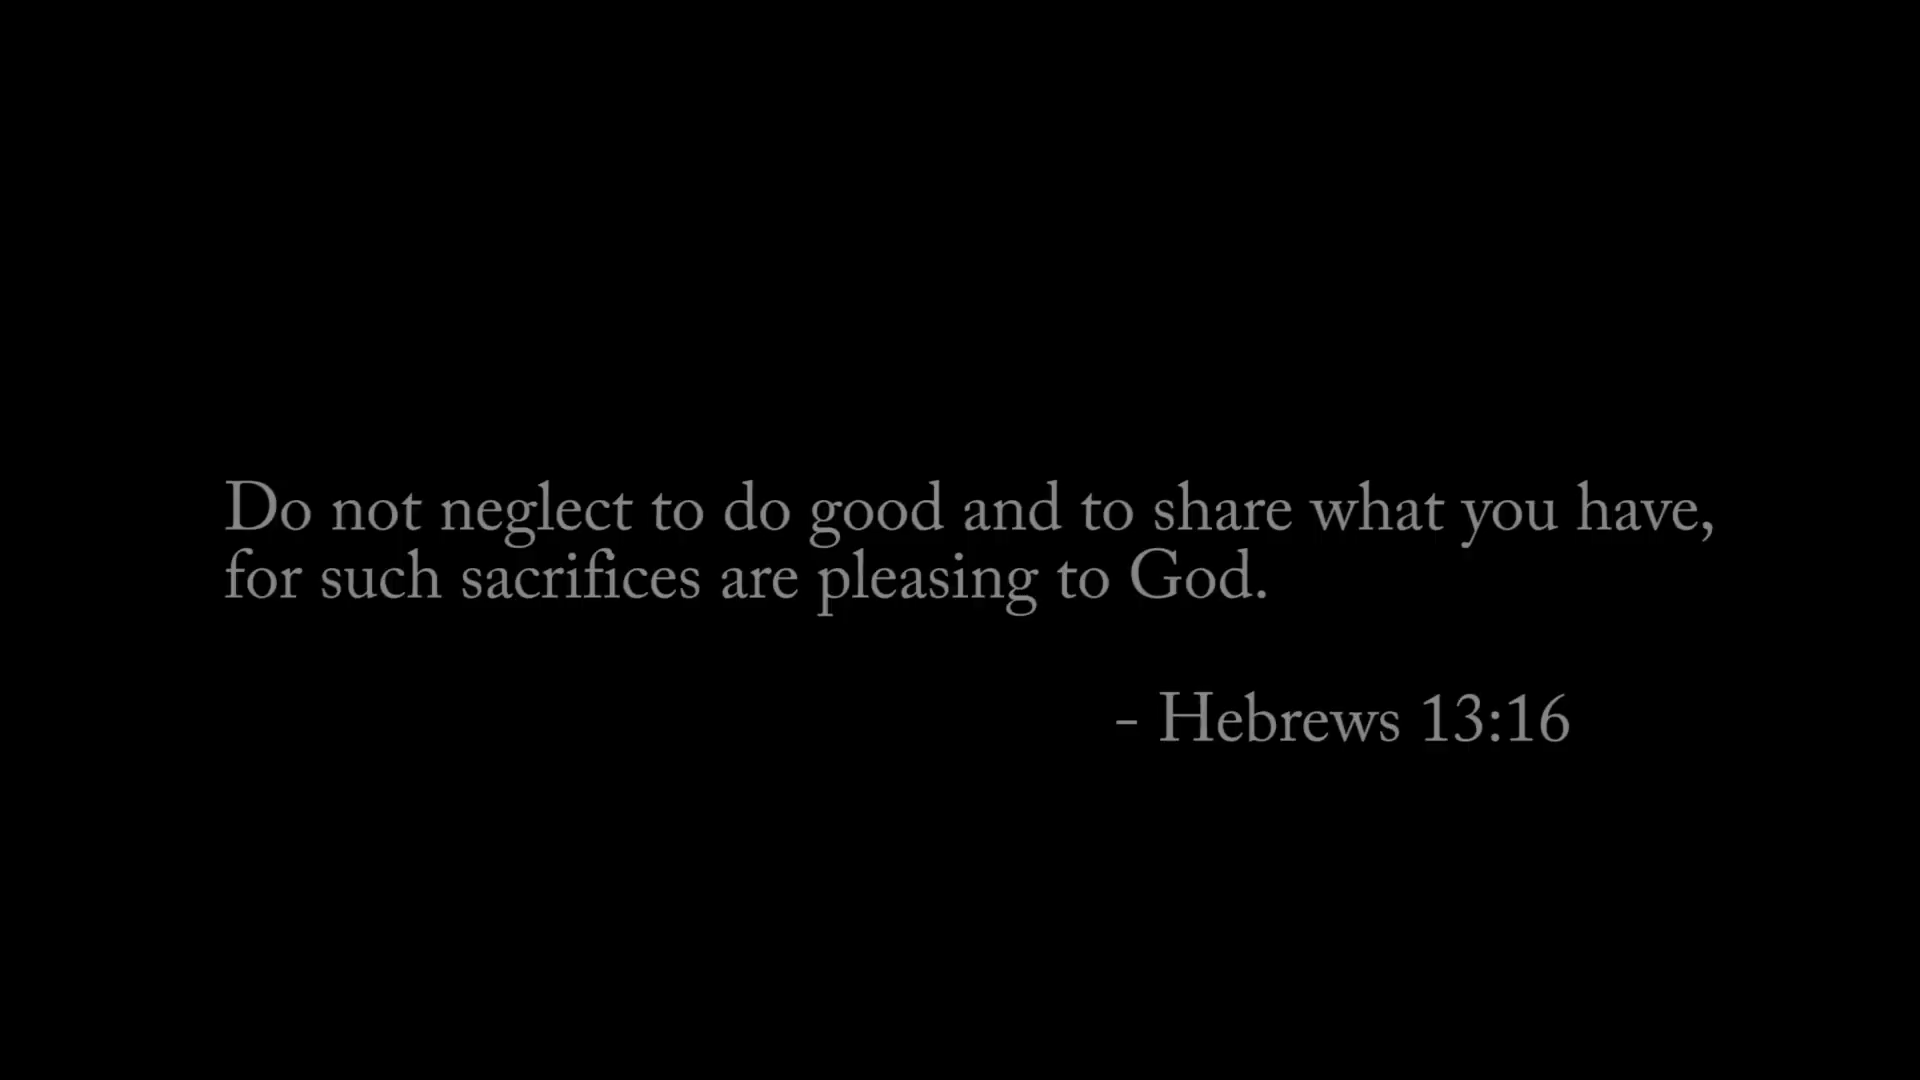 Do not neglect to do good and to share what you have,
for such sacrifices are pleasing to God.
- Hebrews 13:16